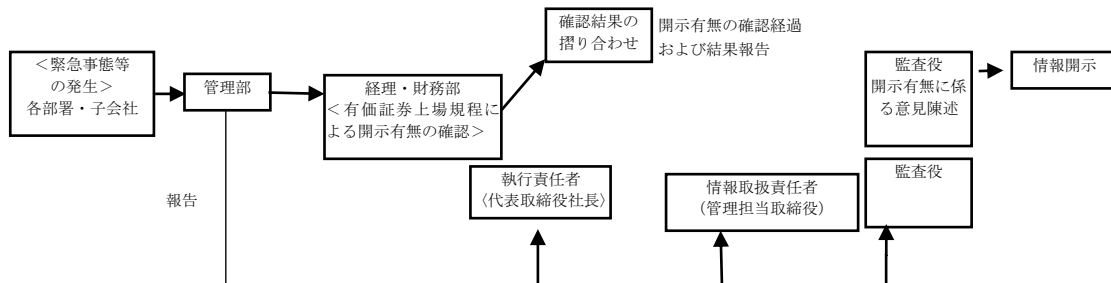 <緊急事態等
の発生>
各部署・子会社
管理部
経理・財務部
<有価証券上場規程に
よる開示有無の確認>
確認結果の
摺り合わせ
開示有無の確認経過
および結果報告
監査役
開示有無に係
る意見陳述
情報開示
報告
執行責任者
〈代表取締役社長〉
情報取扱責任者
(管理担当取締役)
監査役